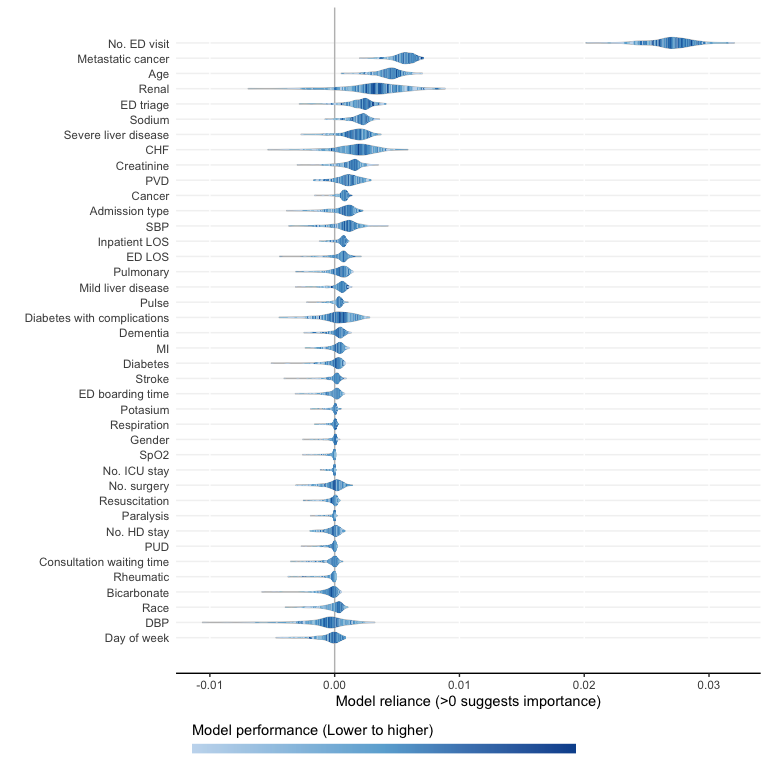 No. ED visit
Metastatic cancer
Age
Renal
ED triage
Sodium
Severe liver disease
CHF
Creatinine
PVD
Cancer
Admission type
SBP
Inpatient LOS
ED LOS
Pulmonary
Mild liver disease
Pulse
Diabetes with complications
Dementia
MI
Diabetes
Stroke
ED boarding time
Potasium
Respiration
Gender
SpO2
No. ICU stay
No. surgery
Resuscitation
Paralysis
No. HD stay
PUD
Consultation waiting time
Rheumatic
Bicarbonate
Race
DBP
Day of week
-0.01 0.00 0.01 0.02 0.03
Model reliance (>0 suggests importance)
Model performance (Lower to higher)